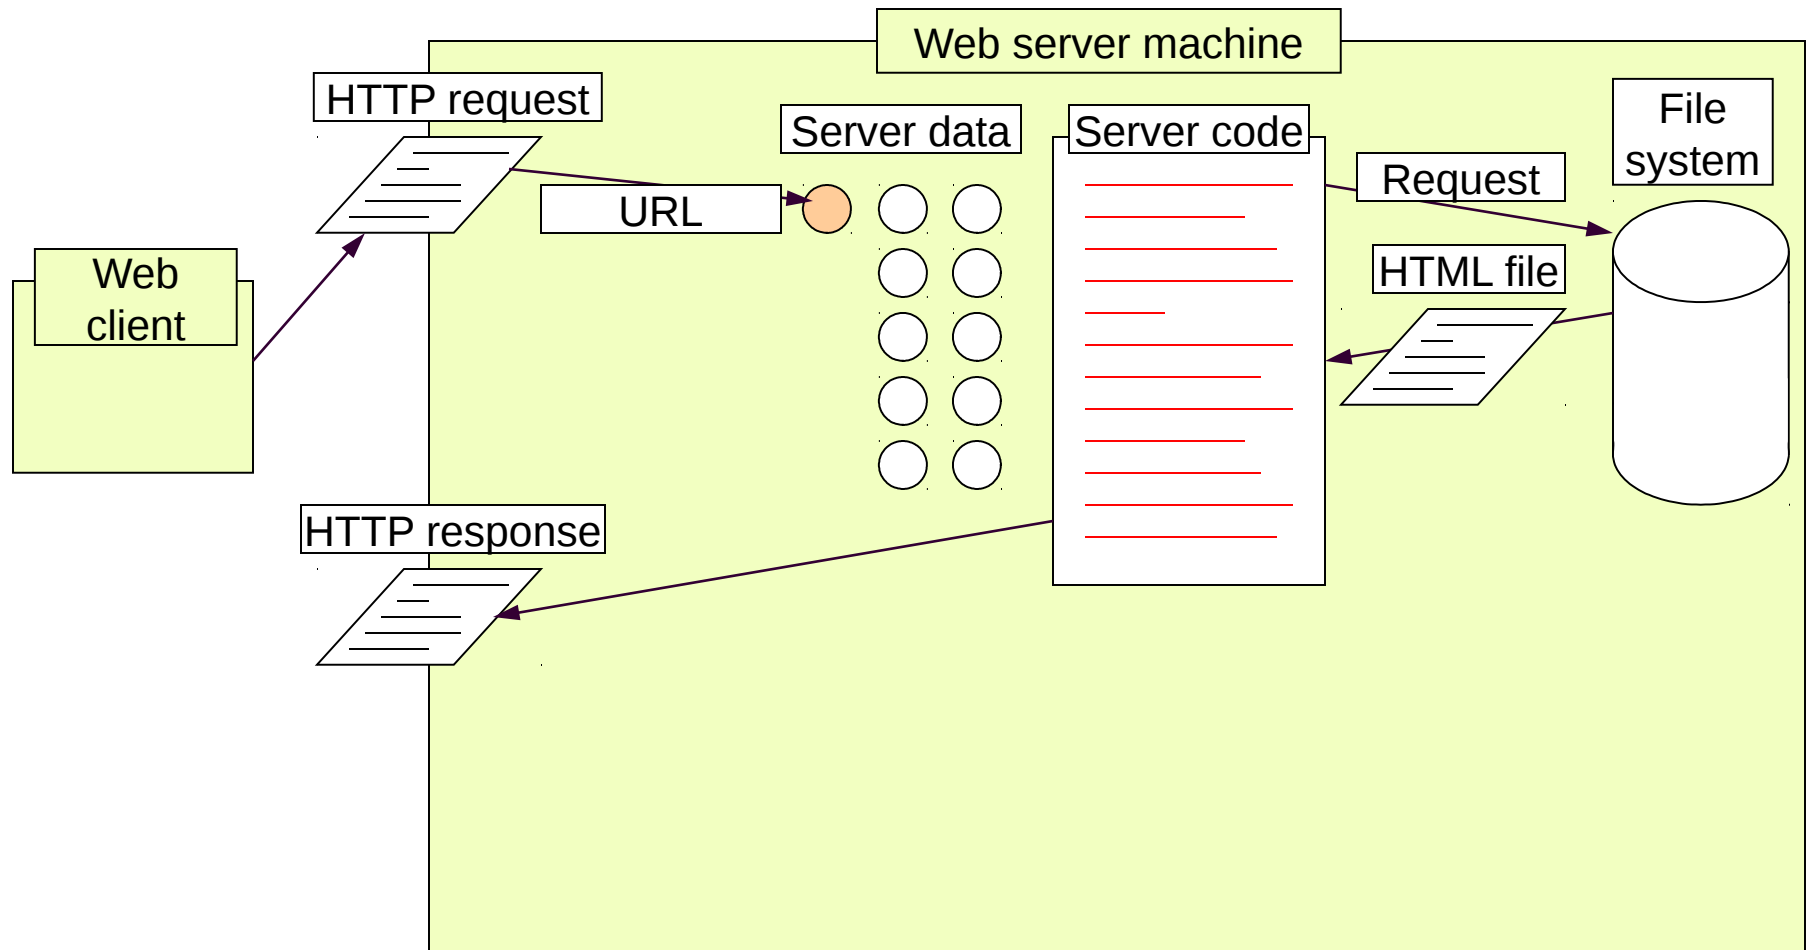 Web server machine
HTTP request
Server data
Server code
File
system
URL
Request
HTML file
Web
client
HTTP response